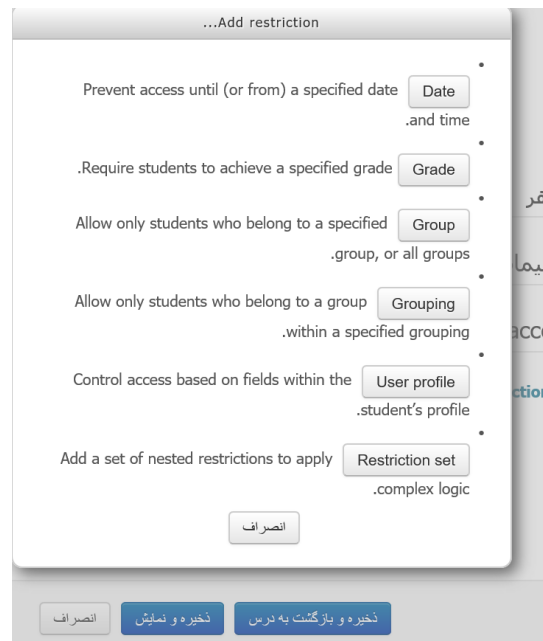 Add restriction...
Date Prevent access until (or from) a specified date
and time.
Grade Require students to achieve a specified grade.
Group Allow only students who belong to a specified
group, or all groups.
Grouping Allow only students who belong to a group
within a specified grouping.
User profile Control access based on fields within the
student’s profile.
Restriction set Add a set of nested restrictions to apply
complex logic.
انصراف
ذخیره و بازگشت به درس ذخیره و نمایش انصراف